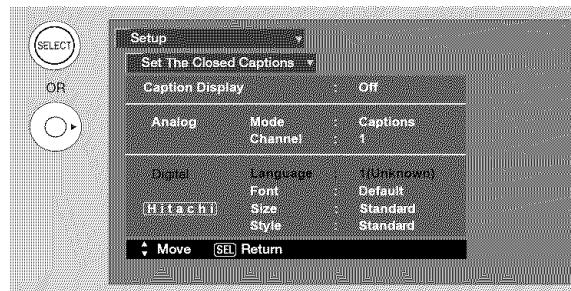 SELECT
OR
Setup
Set The Closed Captions
Caption Display : Off
Analog Mode : Captions
Channel : 1
Digital Language : 1(Unknown)
Font : Default
Hitachi Size : Standard
Style : Standard
Move SEL Return